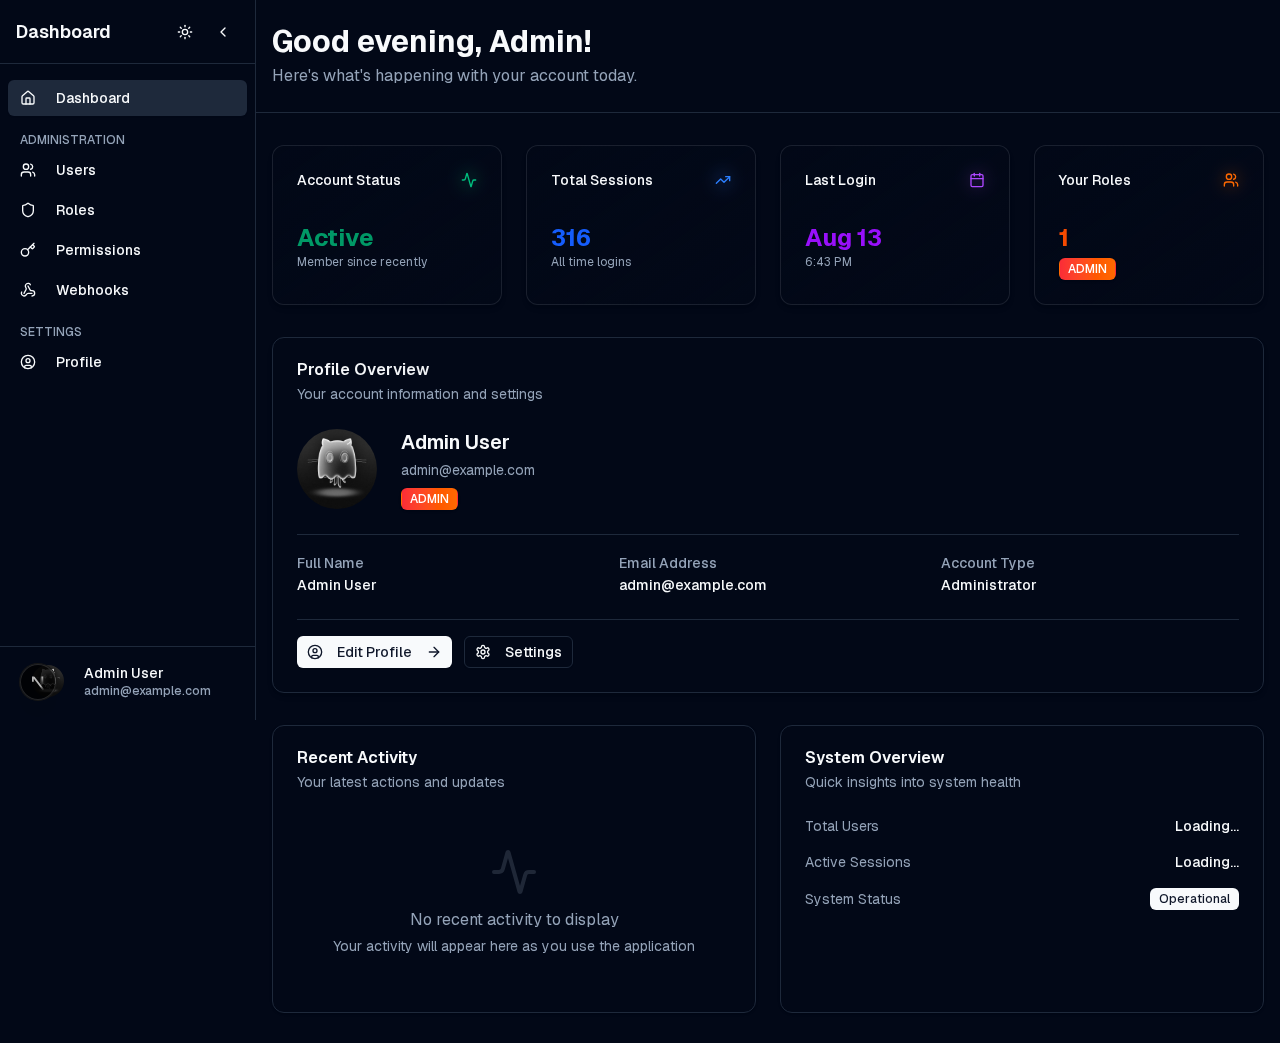 Dashboard
Dashboard
ADMINISTRATION
Users
Roles
Permissions
Webhooks
SETTINGS
Profile
Admin User
admin@example.com
Good evening, Admin!
Here's what's happening with your account today.
Account Status
Active
Member since recently
Total Sessions
316
All time logins
Last Login
Aug 13
6:43 PM
Your Roles
1
ADMIN
Profile Overview
Your account information and settings
Admin User
admin@example.com
ADMIN
Full Name
Admin User
Email Address
admin@example.com
Account Type
Administrator
Edit Profile
Settings
Recent Activity
Your latest actions and updates
No recent activity to display
Your activity will appear here as you use the application
System Overview
Quick insights into system health
Total Users
Loading...
Active Sessions
Loading...
System Status
Operational